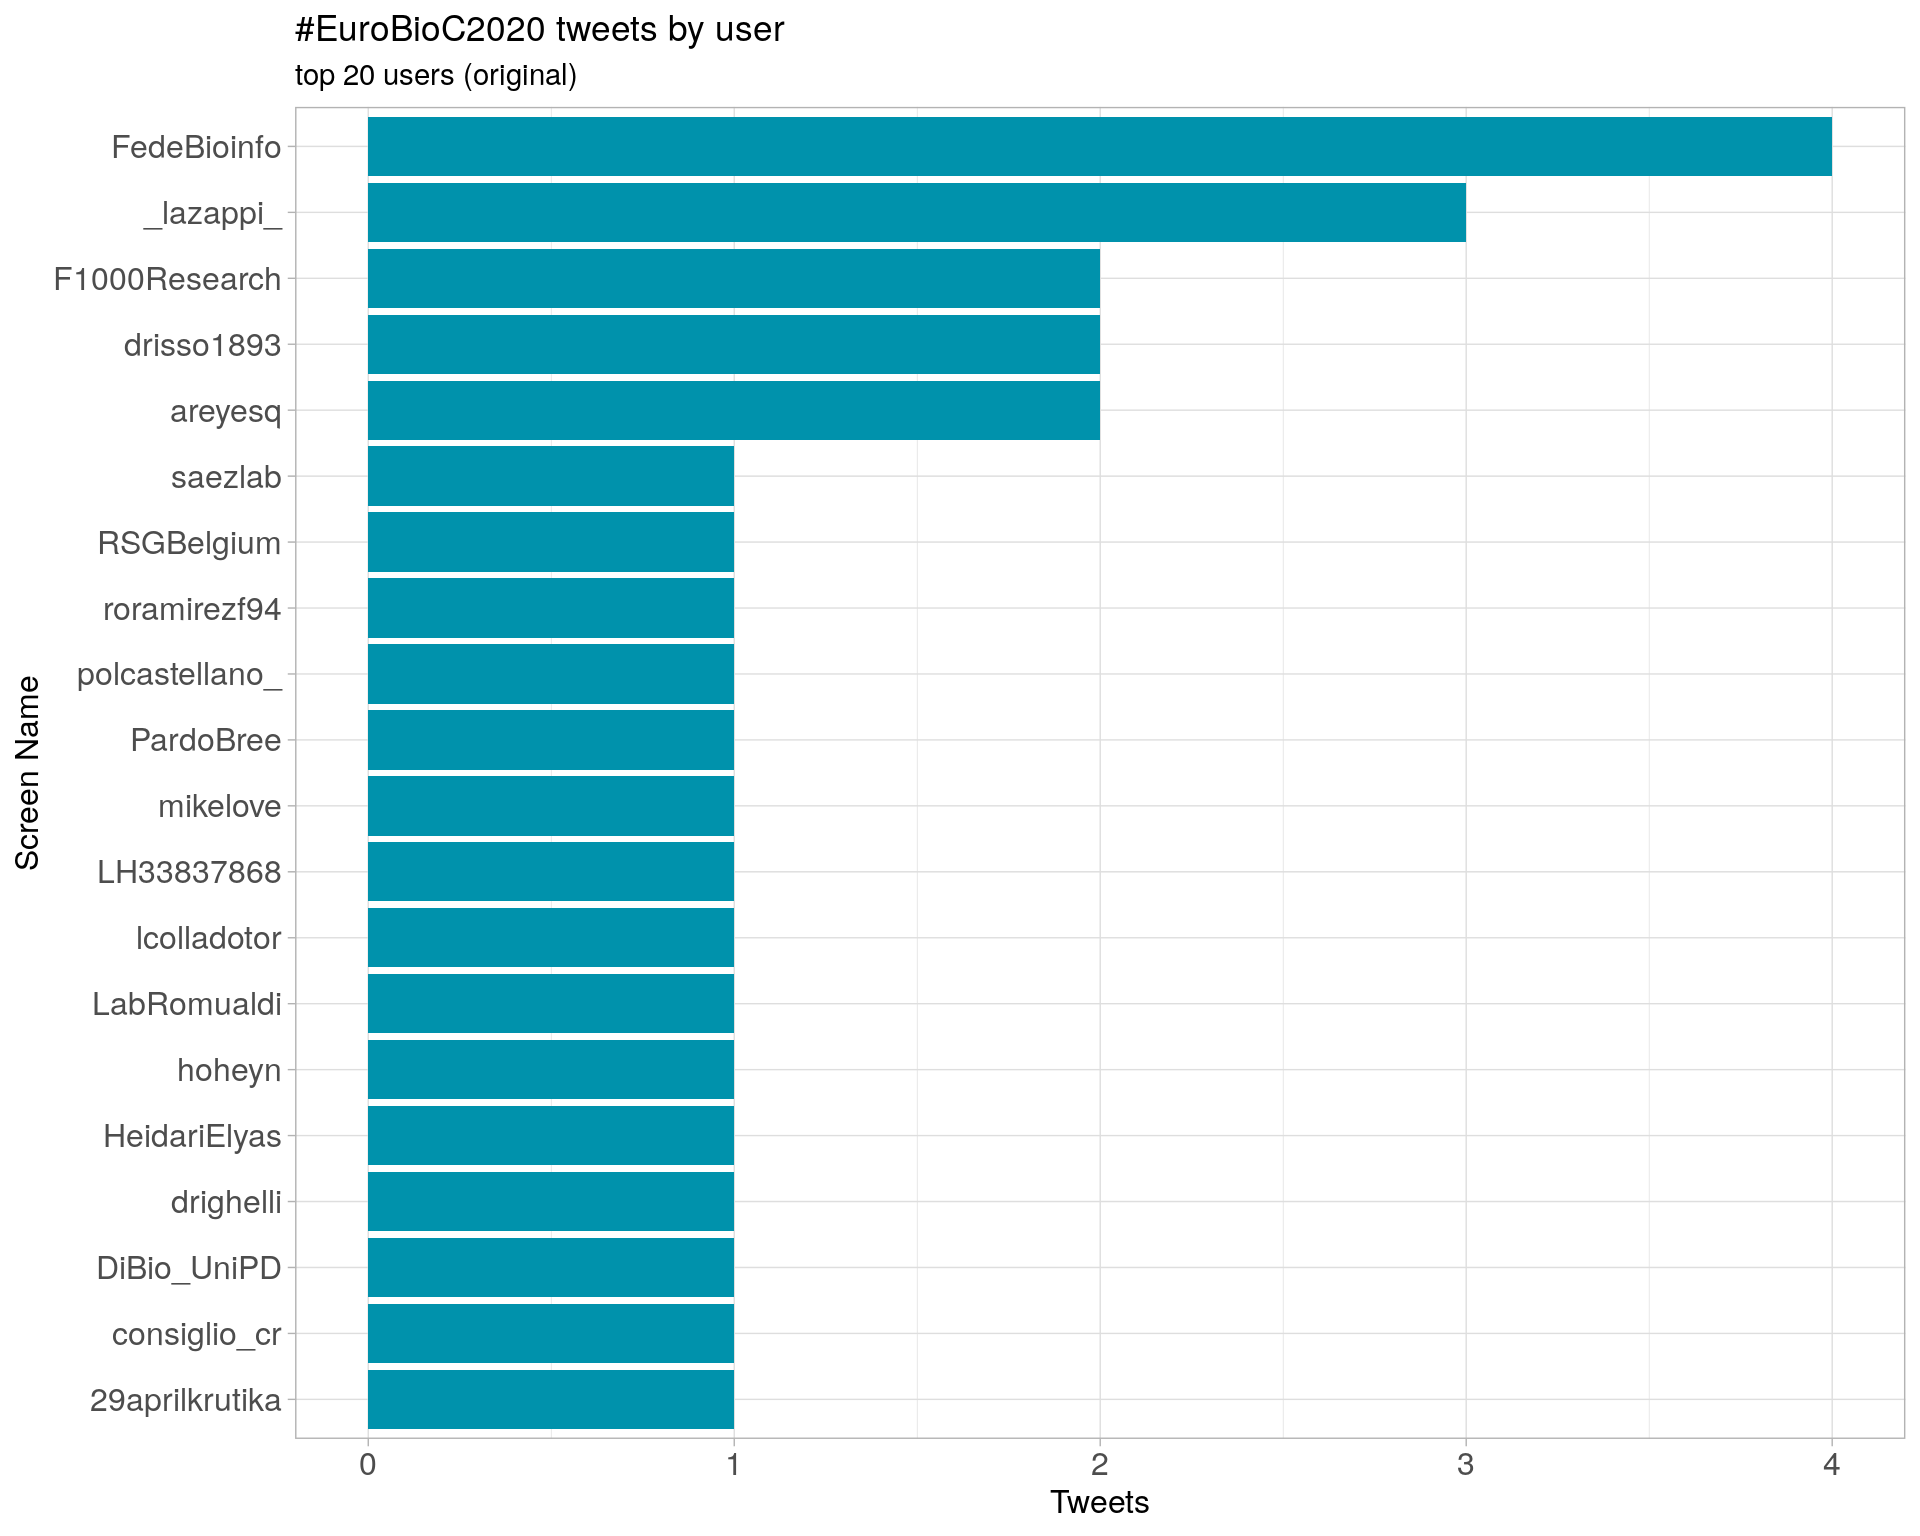 #EuroBioC2020 tweets by user
top 20 users (original)
Screen Name
FedeBioinfo
_lazappi_
F1000Research
drisso1893
areyesq
saezlab
RSGBelgium
roramirezf94
polcastellano_
PardoBree
mikelove
LH33837868
lcolladotor
LabRomualdi
hoheyn
HeidariElyas
drighelli
DiBio_UniPD
consiglio_cr
29aprilkrutika
0 1 2 3 4
Tweets